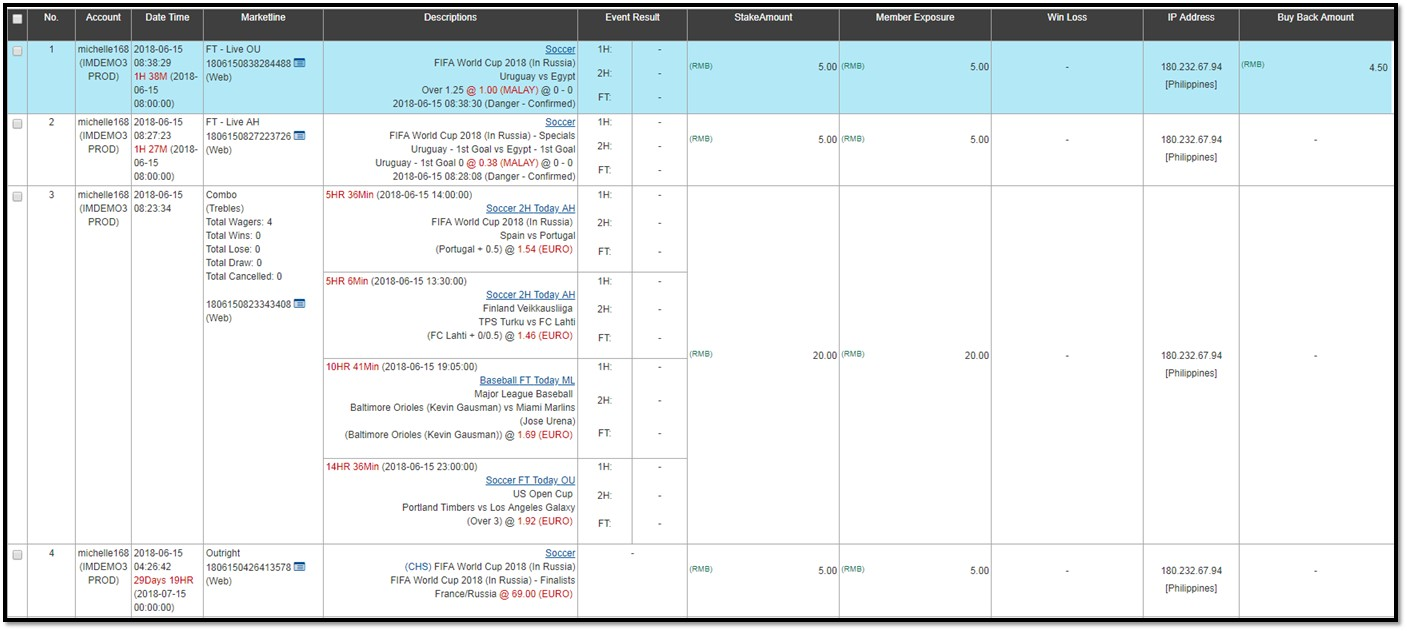 No. Account Date Time Marketline Descriptions Event Result StakeAmount Member Exposure Win Loss IP Address Buy Back Amount
1
michelle168
(IMDEMO3
PROD)
2018-06-15
08:38:29
1H 38M (2018-
06-15
08:00:00)
FT - Live OU
1806150838284488
(Web)
Soccer
FIFA World Cup 2018 (In Russia)
Uruguay vs Egypt
Over 1.25 @ 1.00 (MALAY) @ 0 - 0
2018-06-15 08:38:30 (Danger - Confirmed)
1H: -
2H: -
FT: -
(RMB) 5.00
(RMB) 5.00
-
180.232.67.94
[Philippines]
(RMB) 4.50
2
michelle168
(IMDEMO3
PROD)
2018-06-15
08:27:23
1H 27M (2018-
06-15
08:00:00)
FT - Live AH
1806150827223726
(Web)
Soccer
FIFA World Cup 2018 (In Russia) - Specials
Uruguay - 1st Goal vs Egypt - 1st Goal
Uruguay - 1st Goal 0 @ 0.38 (MALAY) @ 0 - 0
2018-06-15 08:28:08 (Danger - Confirmed)
1H: -
2H: -
FT: -
(RMB) 5.00
(RMB) 5.00
-
180.232.67.94
[Philippines]
-
3
michelle168
(IMDEMO3
PROD)
2018-06-15
08:23:34
Combo
(Trebles)
Total Wagers: 4
Total Wins: 0
Total Lose: 0
Total Draw: 0
Total Cancelled: 0
1806150823343408
(Web)
5HR 36Min (2018-06-15 14:00:00)
Soccer 2H Today AH
FIFA World Cup 2018 (In Russia)
Spain vs Portugal
(Portugal + 0.5) @ 1.54 (EURO)
1H: -
2H: -
FT: -
5HR 6Min (2018-06-15 13:30:00)
Soccer 2H Today AH
Finland Veikkausliiga
TPS Turku vs FC Lahti
(FC Lahti + 0/0.5) @ 1.46 (EURO)
1H: -
2H: -
FT: -
10HR 41Min (2018-06-15 19:05:00)
Baseball FT Today ML
Major League Baseball
Baltimore Orioles (Kevin Gausman) vs Miami Marlins
(Jose Urena)
(Baltimore Orioles (Kevin Gausman)) @ 1.69 (EURO)
1H: -
2H: -
FT: -
14HR 36Min (2018-06-15 23:00:00)
Soccer FT Today OU
US Open Cup
Portland Timbers vs Los Angeles Galaxy
(Over 3) @ 1.92 (EURO)
1H: -
2H: -
FT: -
(RMB) 20.00
(RMB) 20.00
-
180.232.67.94
[Philippines]
-
4
michelle168
(IMDEMO3
PROD)
2018-06-15
04:26:42
29Days 19HR
(2018-07-15
00:00:00)
Outright
1806150426413578
(Web)
Soccer
(CHS) FIFA World Cup 2018 (In Russia)
FIFA World Cup 2018 (In Russia) - Finalists
France/Russia @ 69.00 (EURO)
-
(RMB) 5.00
(RMB) 5.00
-
180.232.67.94
[Philippines]
-